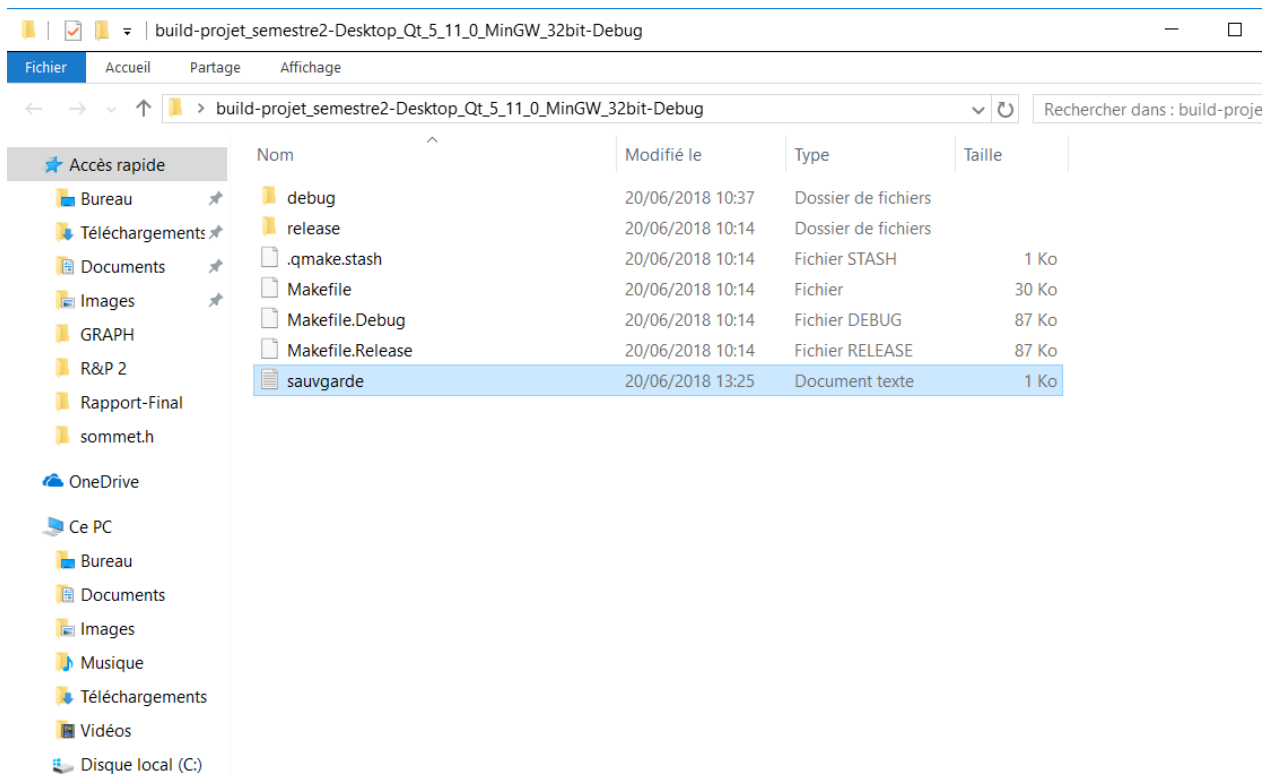 build-projet_semestre2-Desktop_Qt_5_11_0_MinGW_32bit-Debug
Fichier Accueil Partage Affichage
build-projet_semestre2-Desktop_Qt_5_11_0_MinGW_32bit-Debug Rechercher dans : build-proje
Accès rapide
Bureau
Téléchargements
Documents
Images
GRAPH
R&P 2
Rapport-Final
sommet.h
OneDrive
Ce PC
Bureau
Documents
Images
Musique
Téléchargements
Vidéos
Disque local (C:)
Nom Modifié le Type Taille
debug 20/06/2018 10:37 Dossier de fichiers
release 20/06/2018 10:14 Dossier de fichiers
.qmake.stash 20/06/2018 10:14 Fichier STASH 1 Ko
Makefile 20/06/2018 10:14 Fichier 30 Ko
Makefile.Debug 20/06/2018 10:14 Fichier DEBUG 87 Ko
Makefile.Release 20/06/2018 10:14 Fichier RELEASE 87 Ko
sauvgarde 20/06/2018 13:25 Document texte 1 Ko